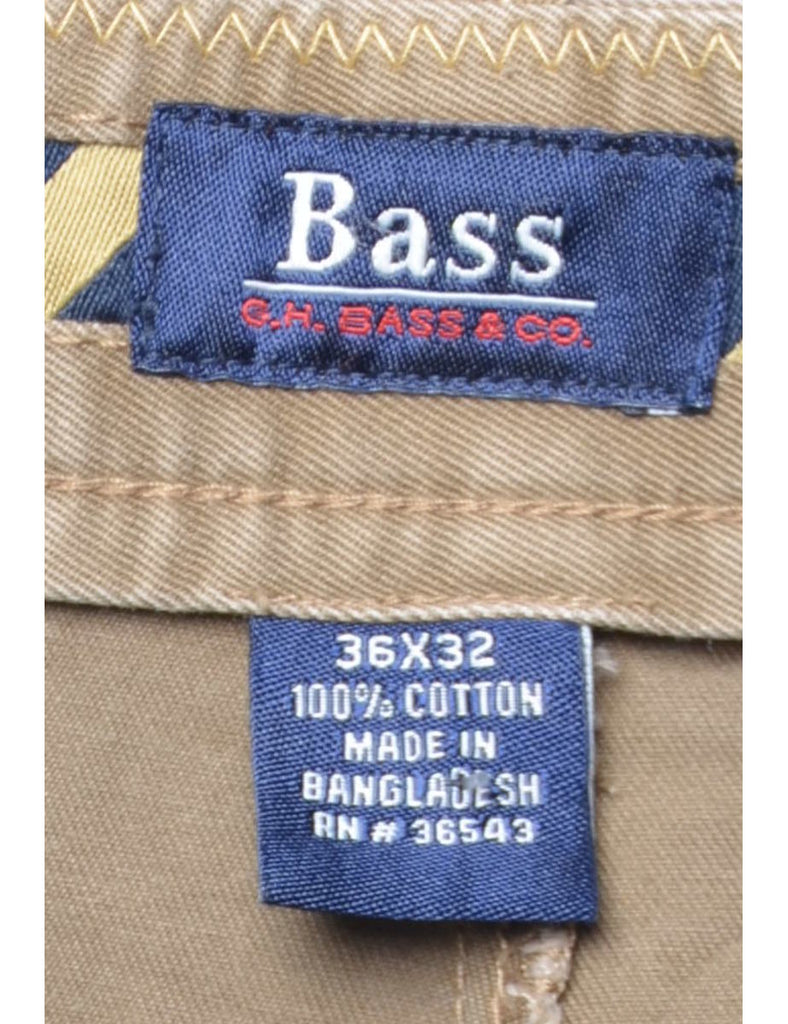 Bass
G.H. BASS & CO.
36X32
100% COTTON
MADE IN
BANGLADESH
RN # 36543